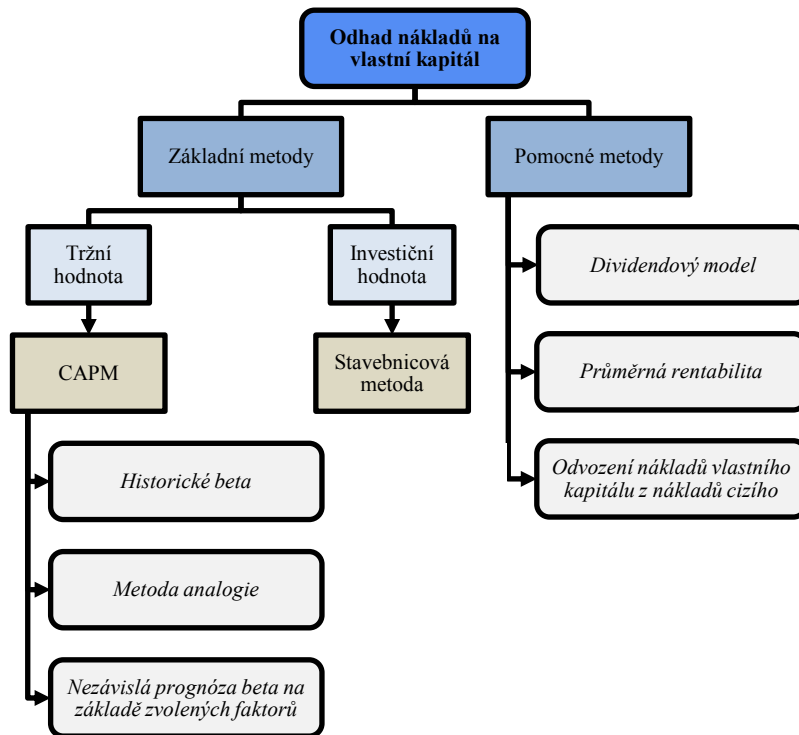 Odhad nákladů na
vlastní kapitál
Základní metody
Pomocné metody
Tržní
hodnota
Investiční
hodnota
CAPM
Stavebnicová
metoda
Historické beta
Metoda analogie
Nezávislá prognóza beta na
základě zvolených faktorů
Dividendový model
Průměrná rentabilita
Odvození nákladů vlastního
kapitálu z nákladů cizího